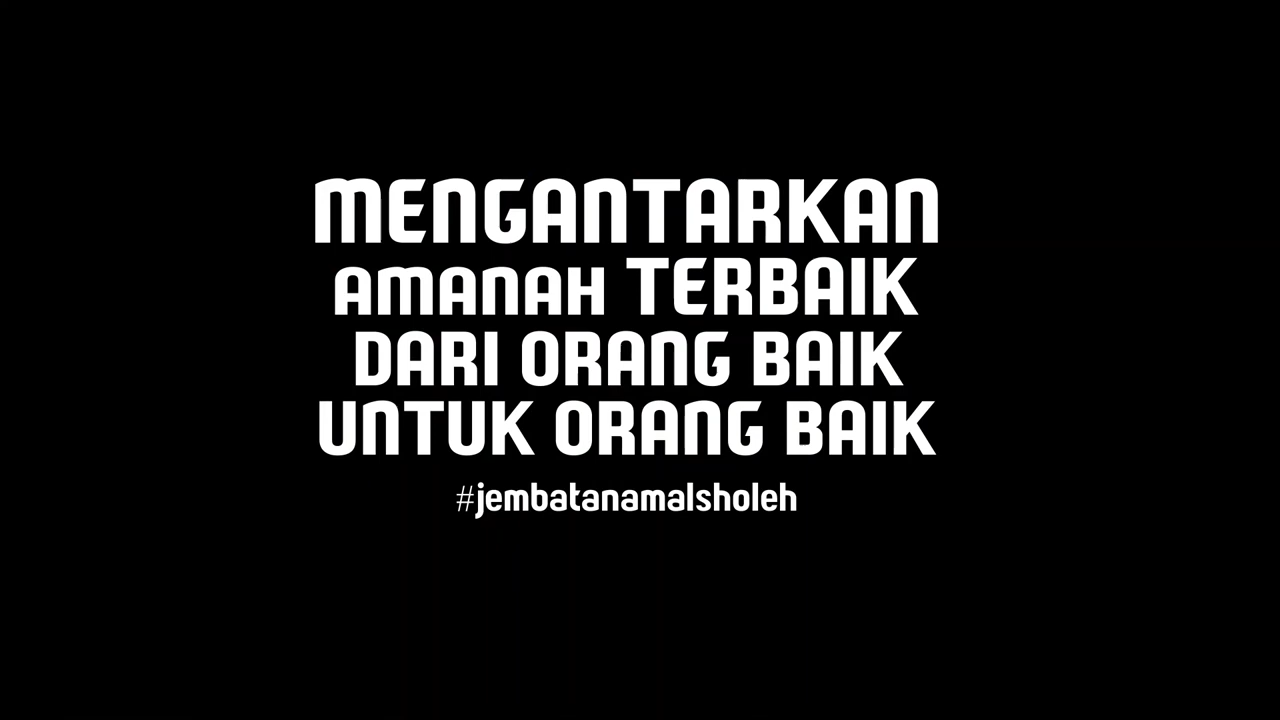 MENGANTARKAN
AMANAH TERBAIK
DARI ORANG BAIK
UNTUK ORANG BAIK
#jembatanamalsholeh